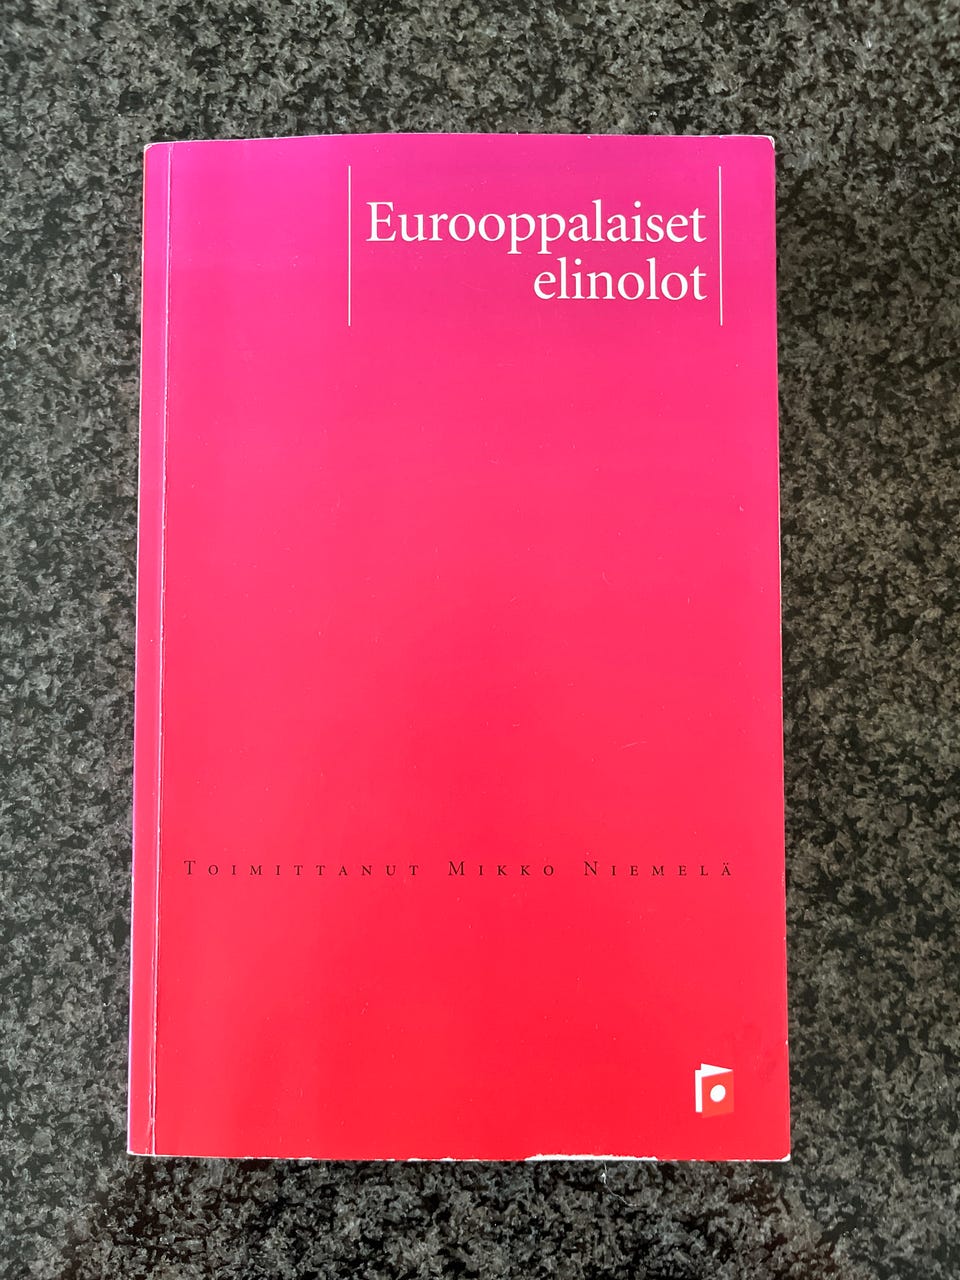 Eurooppalaiset
elinolot
Toimittanut Mikko Niemelä